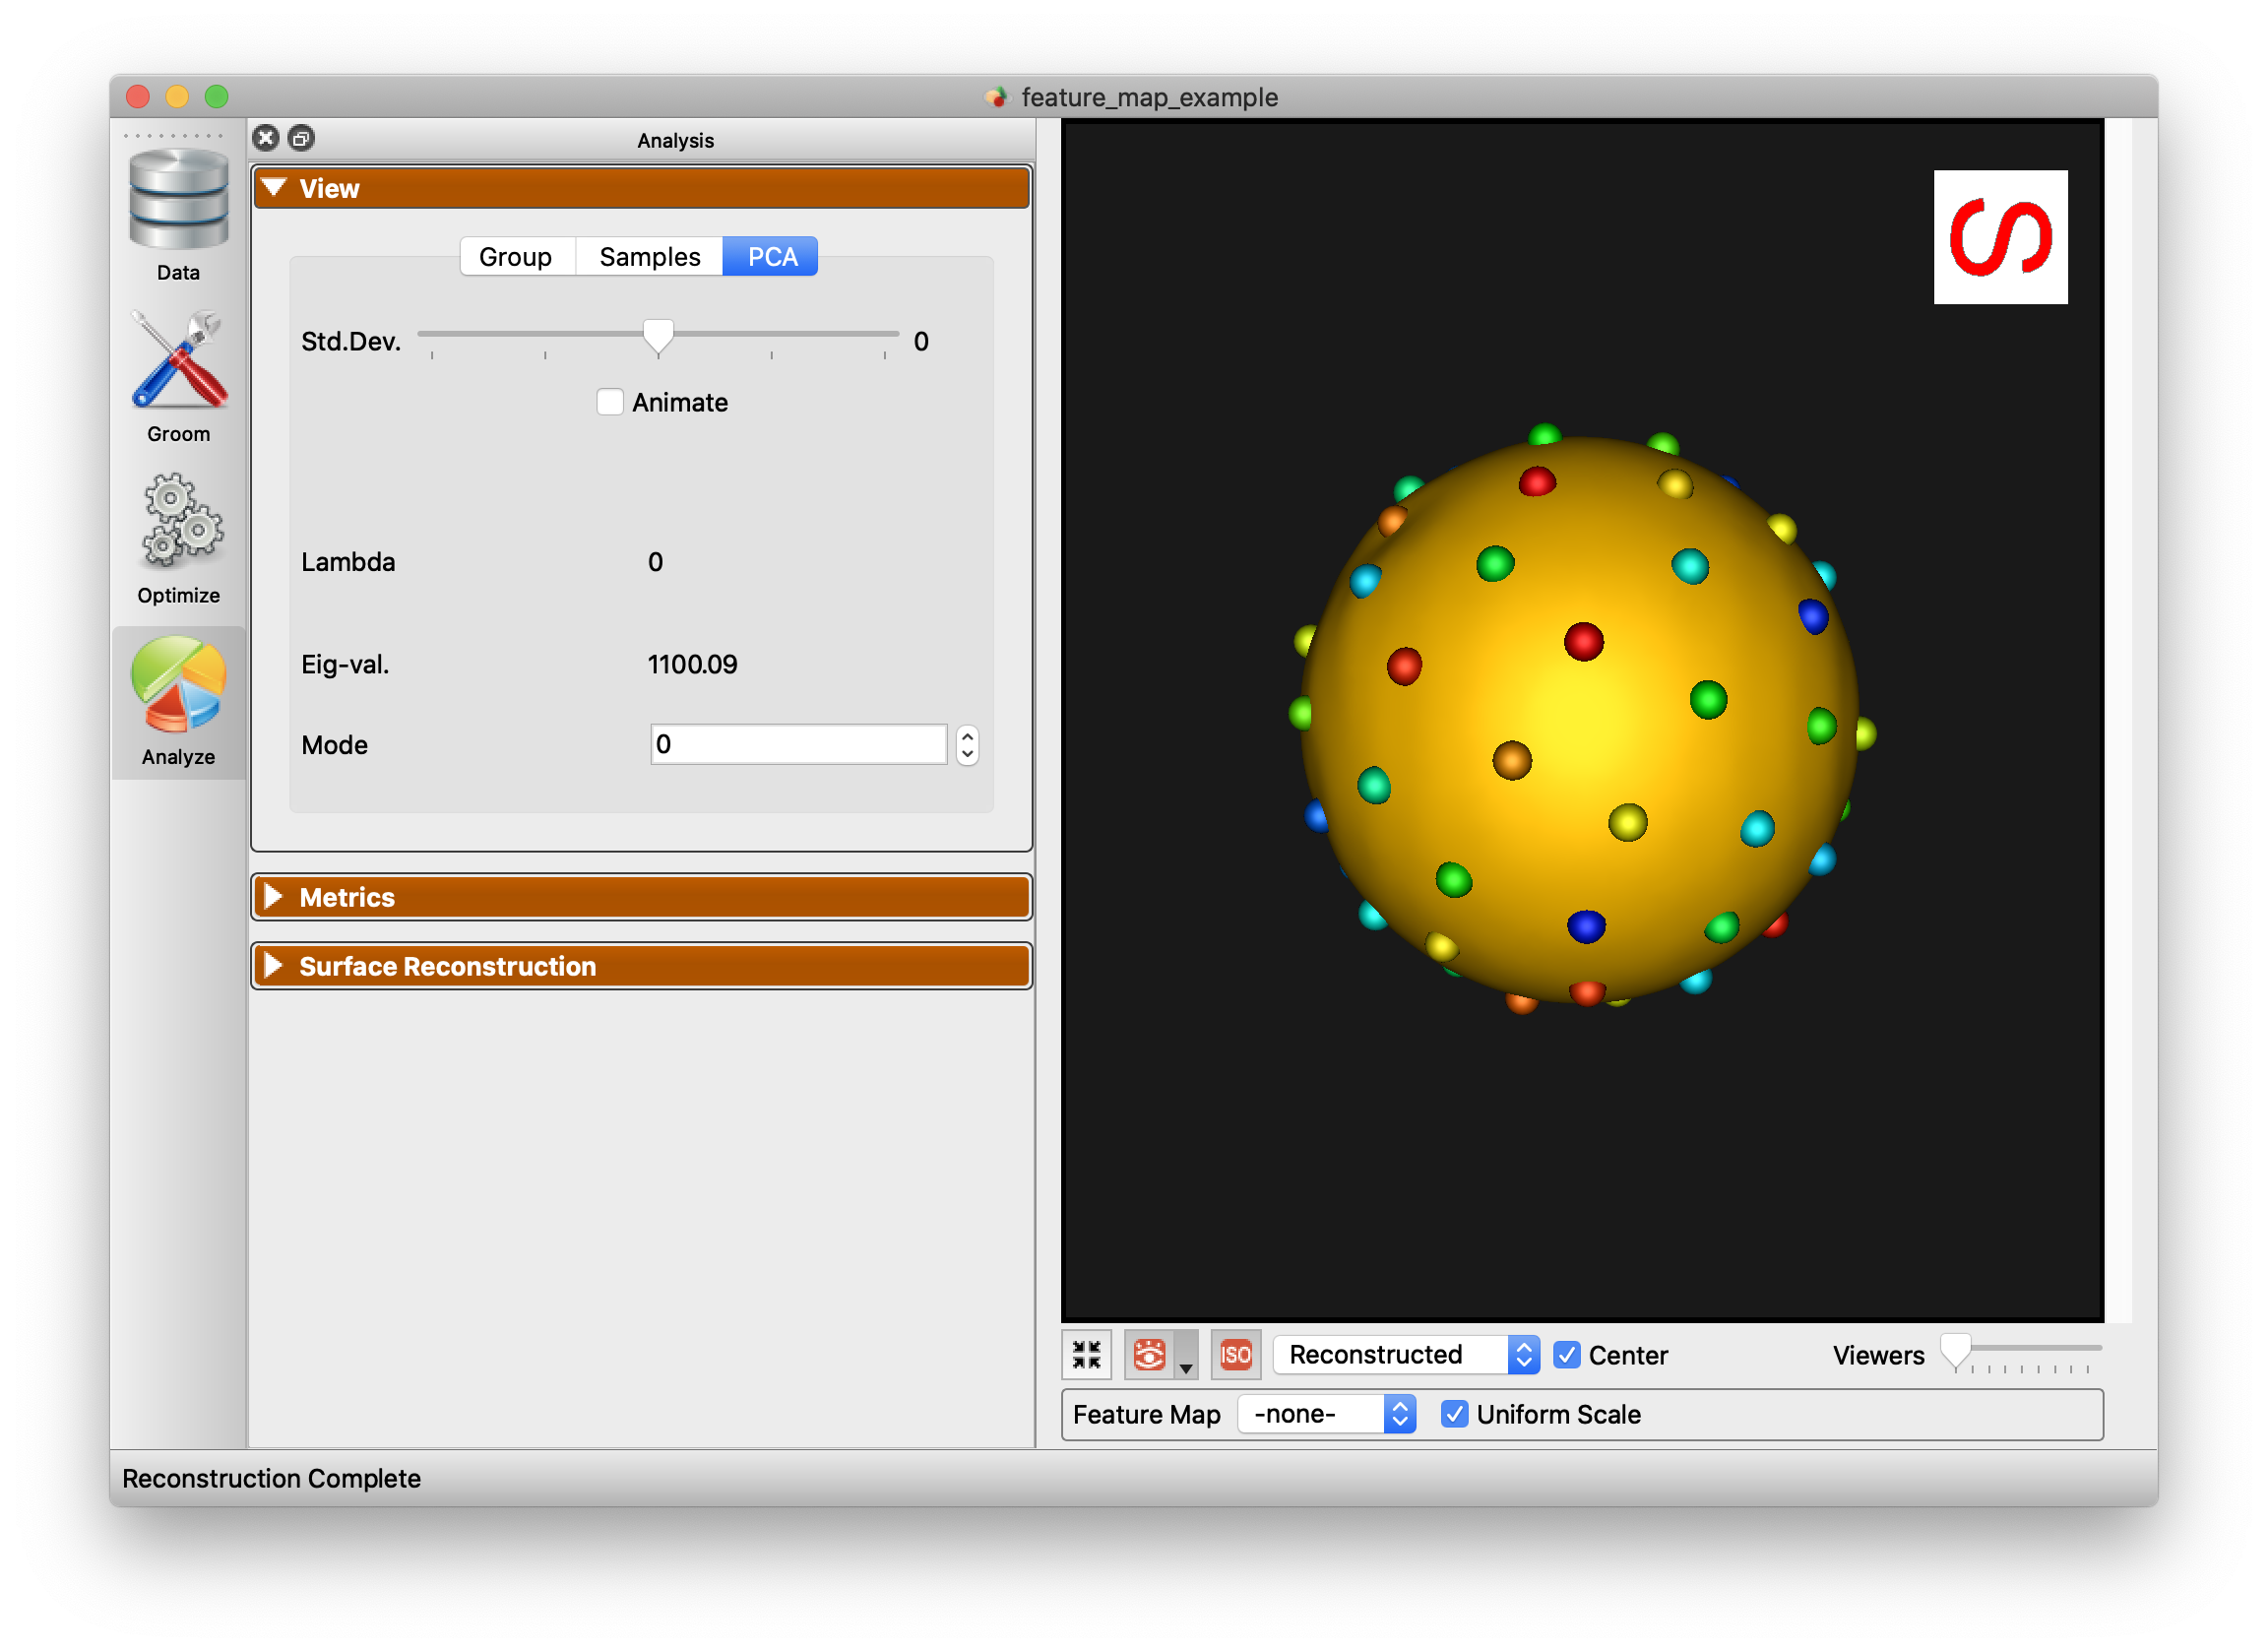 feature_map_example
Data
Groom
Optimize
Analyze
Analysis
View
Group Samples PCA
Std.Dev. 0
Animate
Lambda 0
Eig-val. 1100.09
Mode 0
Metrics
Surface Reconstruction
S
ISO Reconstructed Center Viewers
Feature Map -none- Uniform Scale
Reconstruction Complete